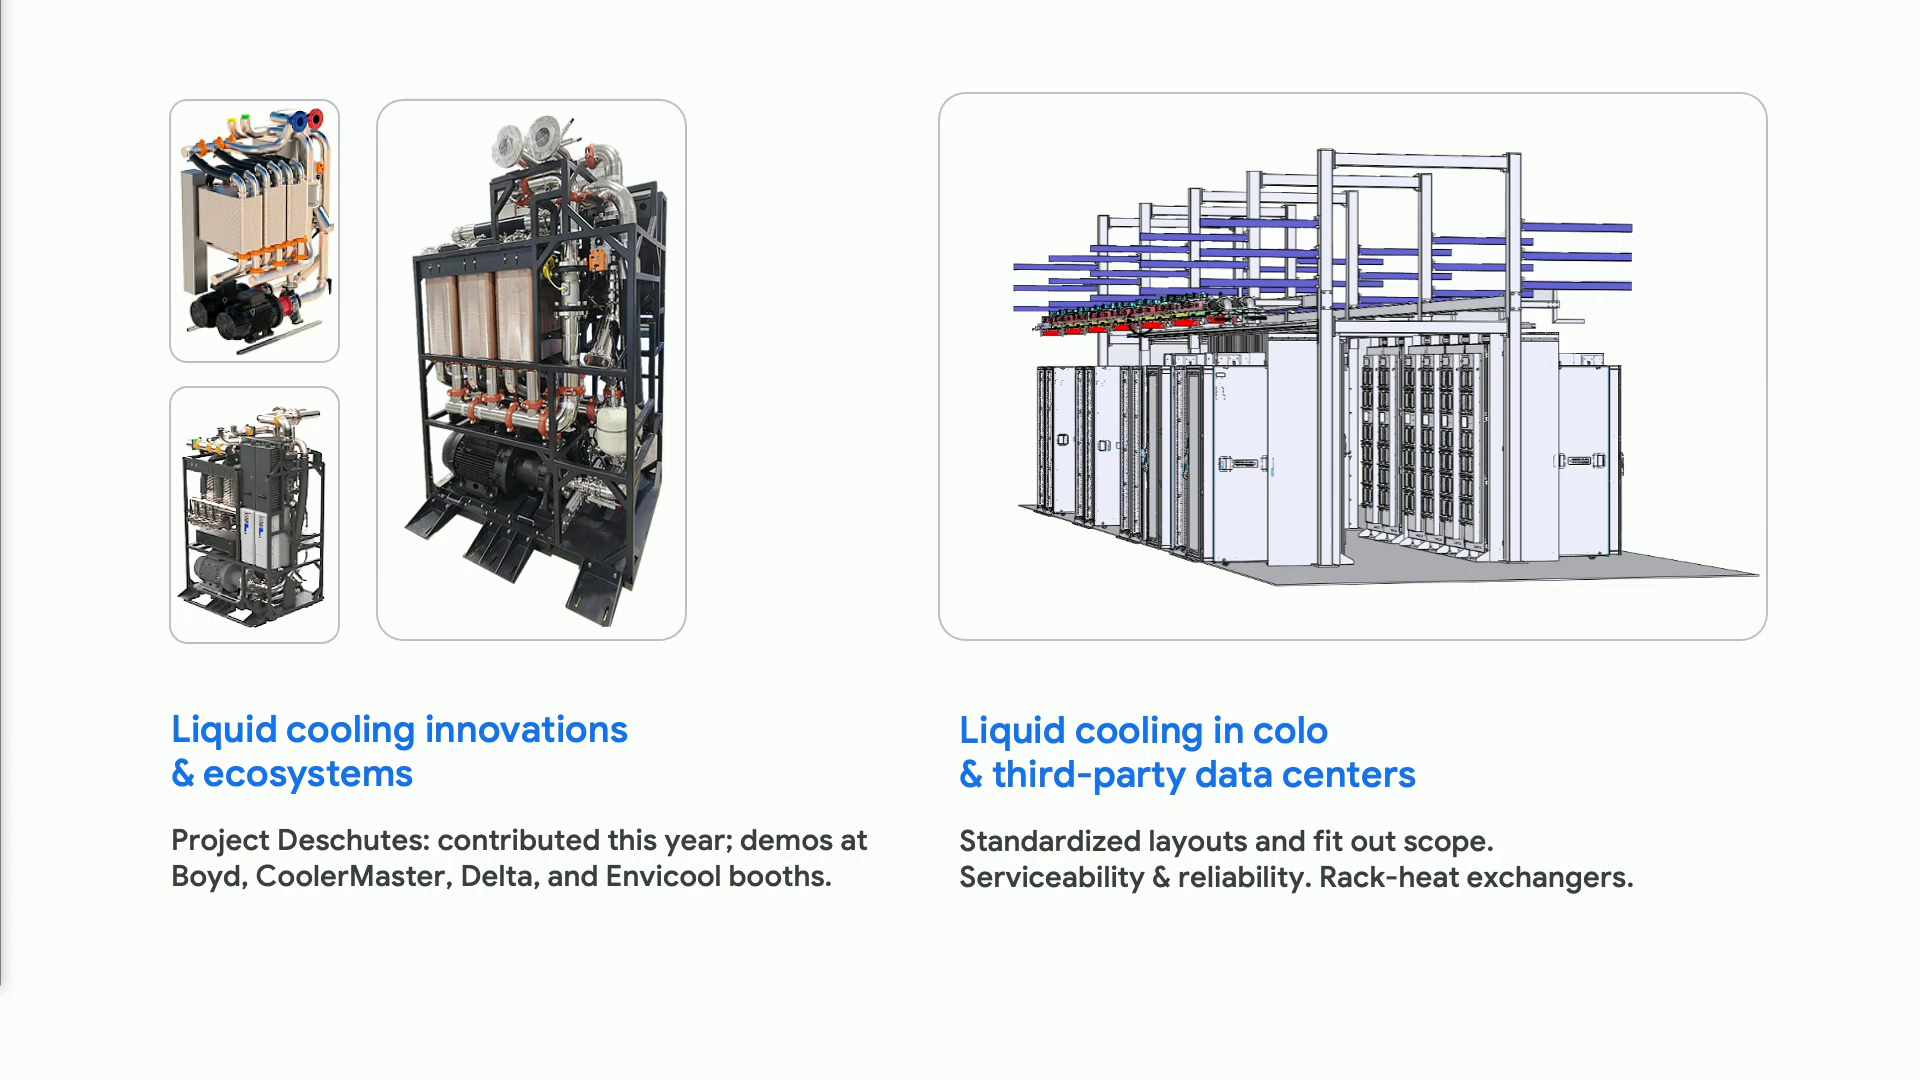 Liquid cooling innovations
& ecosystems
Project Deschutes: contributed this year; demos at
Boyd, CoolerMaster, Delta, and Envicool booths.
Liquid cooling in colo
& third-party data centers
Standardized layouts and fit out scope.
Serviceability & reliability. Rack-heat exchangers.